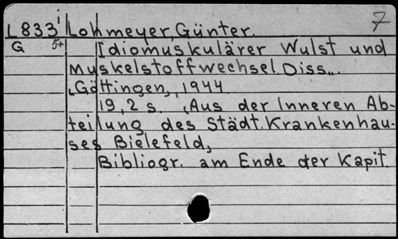 L833 Lohmeyer, Günter. 7
G 5+ Idiomuskulärer Wulst und
Muskelstoffwechsel. Diss.,
Göttingen, 1944
19, 2 s. (Aus der Inneren Ab-
teilung des Städt. Krankenhau-
ses Bielefeld,
Bibliogr. am Ende der Kapit.